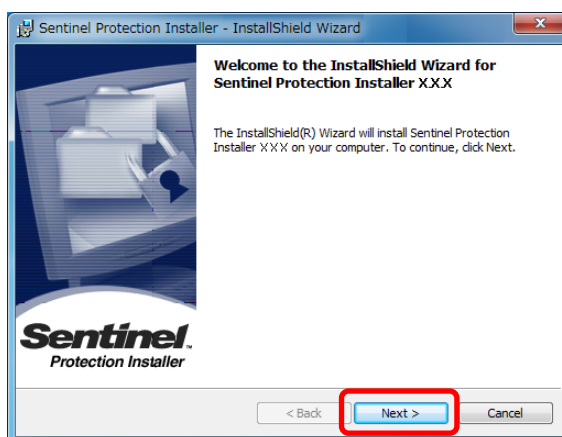 Sentinel Protection Installer - InstallShield Wizard
Welcome to the InstallShield Wizard for
Sentinel Protection Installer X.X.X
The InstallShield(R) Wizard will install Sentinel Protection
Installer X.X.X on your computer. To continue, click Next.
Sentinel™
Protection Installer
< Back
Next >
Cancel